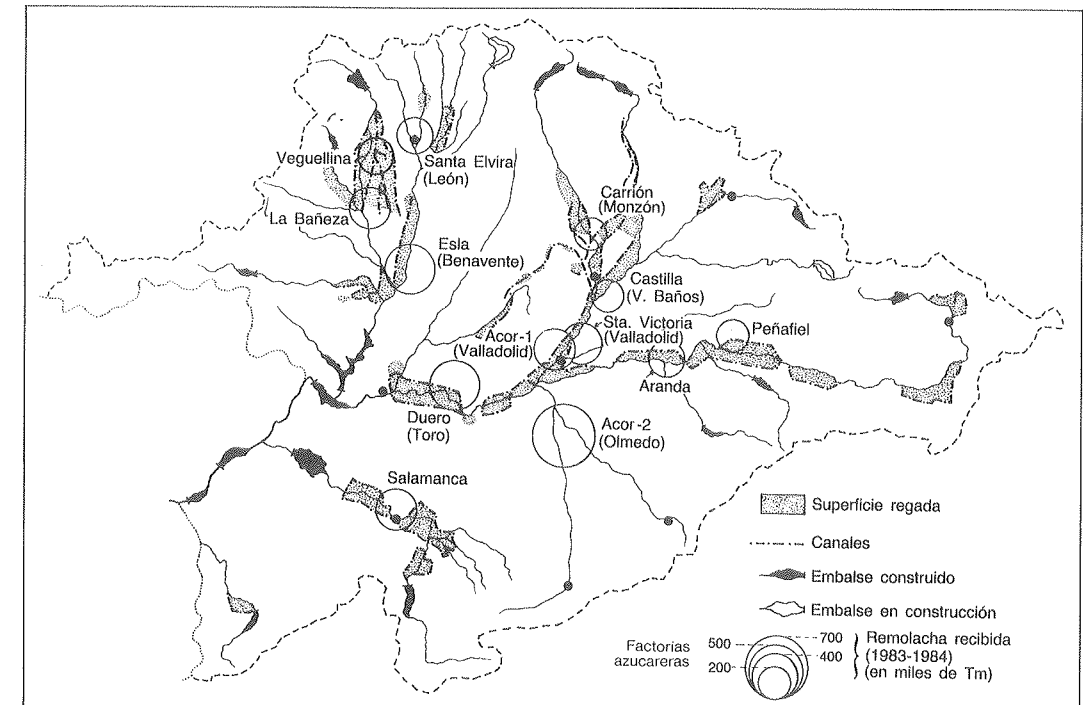 Veguellina
Santa Elvira
(León)
La Bañeza
Carrión
(Monzón)
Esla
(Benavente)
Castilla
(V. Baños)
Acor-1
(Valladolid)
Sta. Victoria
(Valladolid)
Peñafiel
Aranda
Duero
(Toro)
Acor-2
(Olmedo)
Salamanca
Superficie regada
Canales
Embalse construido
Embalse en construcción
Factorías
azucareras
500
200
700
400
Remolacha recibida
(1983-1984)
(en miles de Tm)